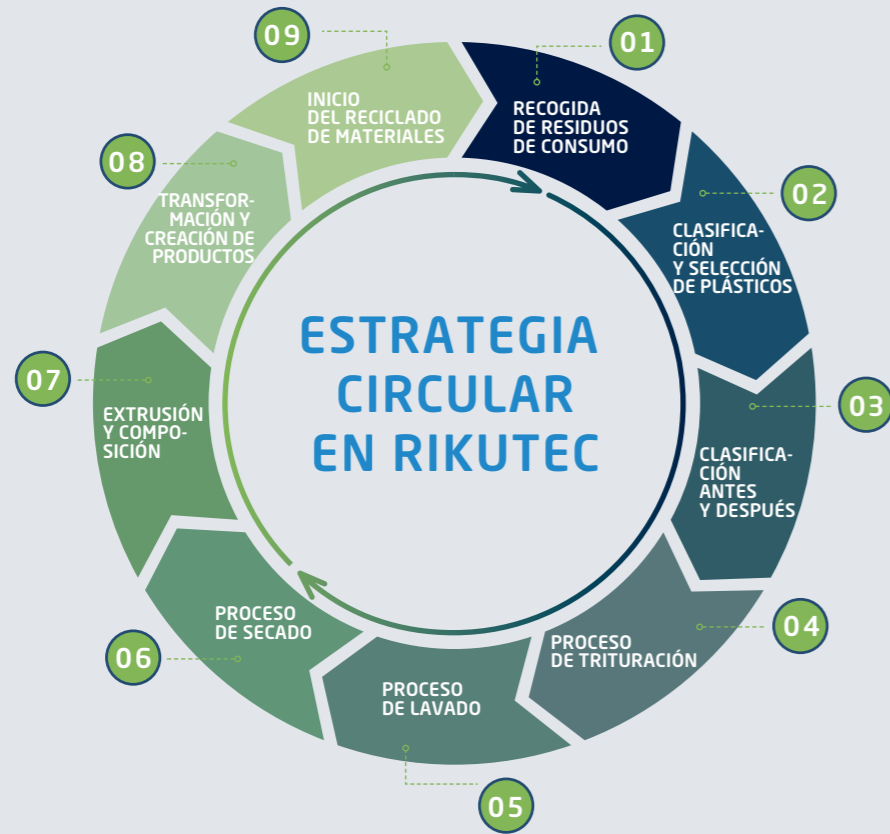 ESTRATEGIA
CIRCULAR
EN RIKUTEC
01
RECOGIDA
DE RESIDUOS
DE CONSUMO
02
CLASIFICA-
CIÓN
Y SELECCIÓN
DE PLÁSTICOS
03
CLASIFICA-
CIÓN
ANTES
Y DESPUÉS
04
PROCESO
DE TRITURACIÓN
05
PROCESO
DE LAVADO
06
PROCESO
DE SECADO
07
EXTRUSIÓN
Y COMPO-
SICIÓN
08
TRANSFOR-
MACIÓN Y
CREACIÓN DE
PRODUCTOS
09
INICIO
DEL RECICLADO
DE MATERIALES